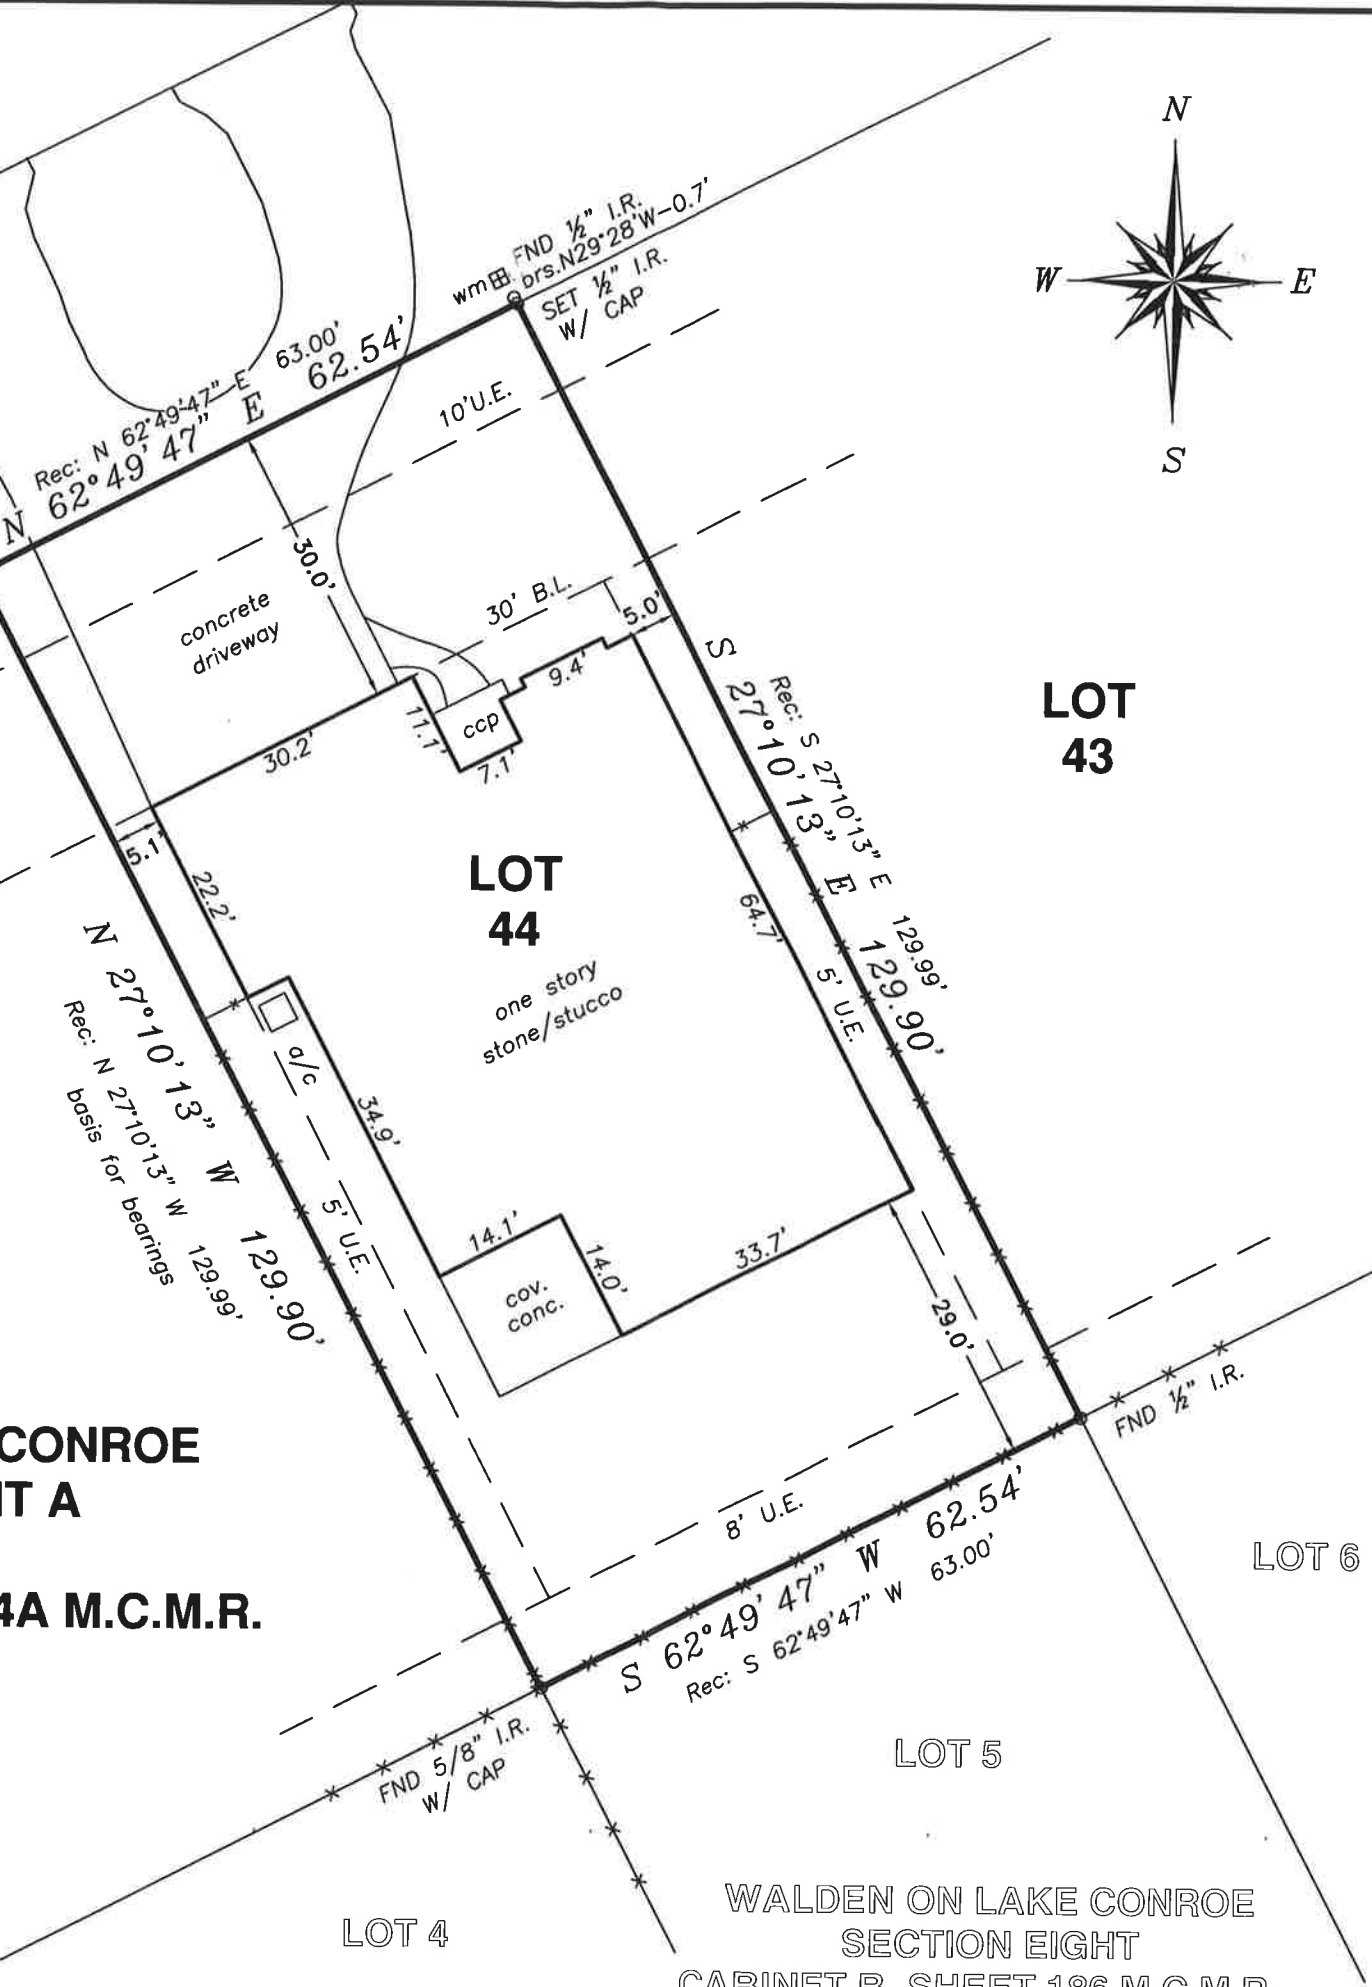 N
W
E
S
FND ½" I.R.
brs.N29°28'W-0.7'
wm
SET ½" I.R.
W/ CAP
Rec: N 62°49'47" E 63.00'
N 62°49'47" E 62.54'
10'U.E.
30.0'
concrete
driveway
30' B.L.
5.0'
9.4'
11.1'
ccp
7.1'
30.2'
S 27°10'13" E 129.90'
Rec: S 27°10'13" E 129.99'
LOT
43
5.1'
22.2'
LOT
44
one story
stone/stucco
64.7'
5' U.E.
N 27°10'13" W 129.90'
Rec: N 27°10'13" W 129.99'
basis for bearings
a/c
34.9'
5' U.E.
14.1'
14.0'
cov.
conc.
33.7'
29.0'
FND ½" I.R.
CONROE
IT A
4A M.C.M.R.
8' U.E.
S 62°49'47" W 62.54'
Rec: S 62°49'47" W 63.00'
LOT 6
FND 5/8" I.R.
W/ CAP
LOT 5
LOT 4
WALDEN ON LAKE CONROE
SECTION EIGHT
CABINET B, SHEET 186 M.C.M.R.